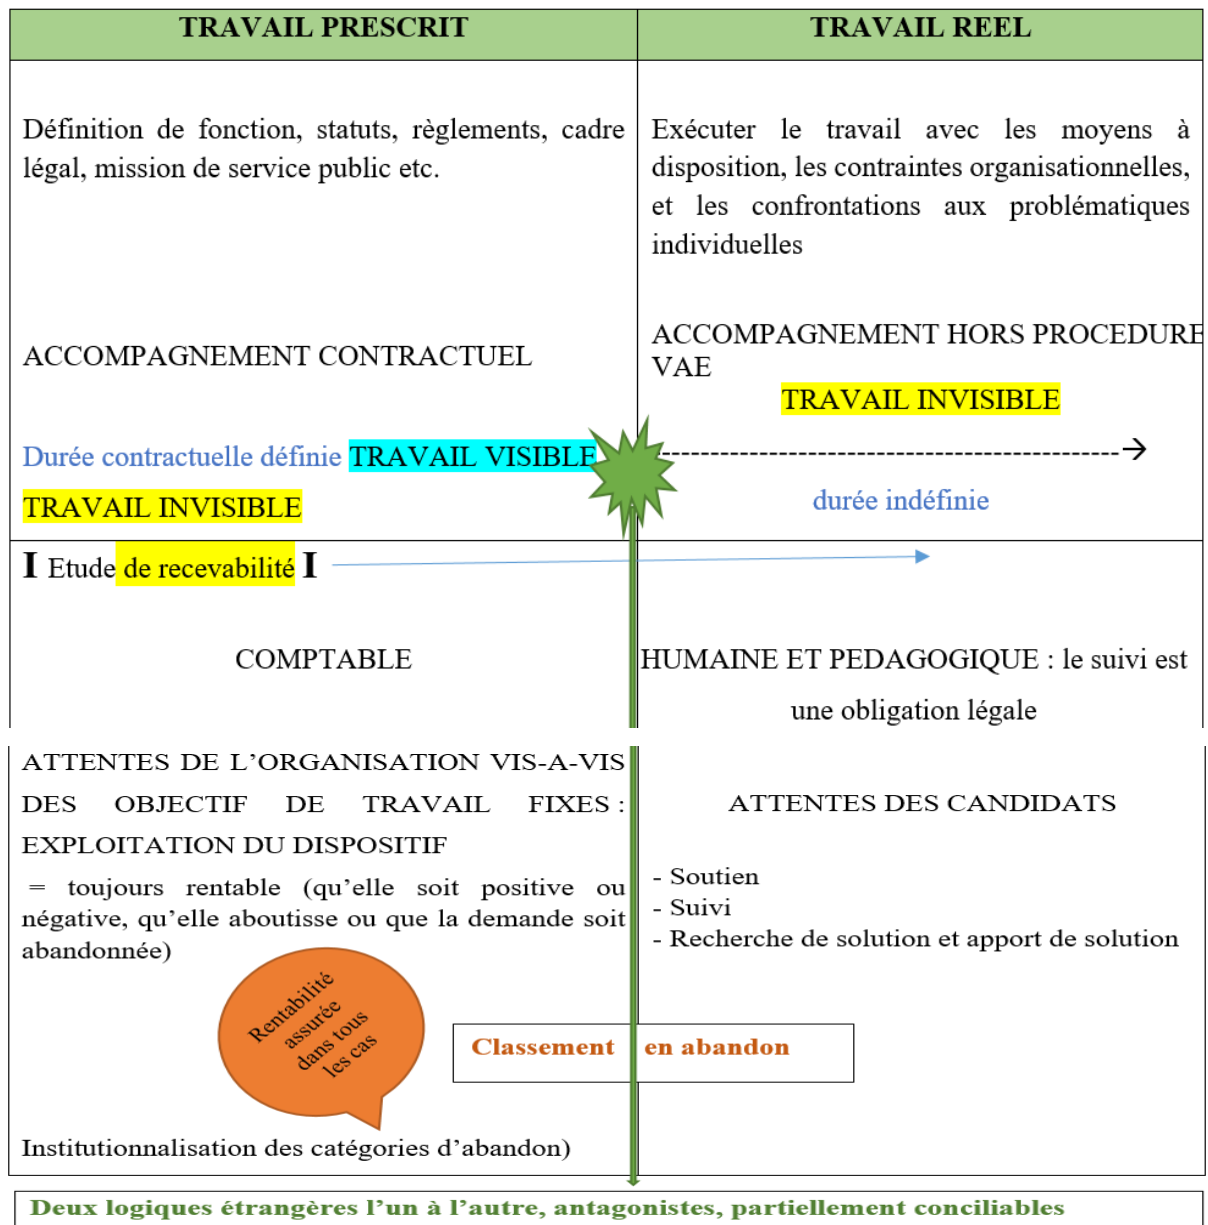 TRAVAIL PRESCRIT
TRAVAIL REEL
Définition de fonction, statuts, règlements, cadre
légal, mission de service public etc.
Exécuter le travail avec les moyens à
disposition, les contraintes organisationnelles,
et les confrontations aux problématiques
individuelles
ACCOMPAGNEMENT CONTRACTUEL
ACCOMPAGNEMENT HORS PROCEDURE
VAE
TRAVAIL INVISIBLE
Durée contractuelle définie TRAVAIL VISIBLE
TRAVAIL INVISIBLE
durée indéfinie
I Etude de recevabilité I
COMPTABLE
HUMAINE ET PEDAGOGIQUE : le suivi est
une obligation légale
ATTENTES DE L’ORGANISATION VIS-A-VIS
DES OBJECTIF DE TRAVAIL FIXES :
EXPLOITATION DU DISPOSITIF
= toujours rentable (qu’elle soit positive ou
négative, qu’elle aboutisse ou que la demande soit
abandonnée)
ATTENTES DES CANDIDATS
- Soutien
- Suivi
- Recherche de solution et apport de solution
Rentabilité
assurée
dans tous
les cas
Classement en abandon
Institutionnalisation des catégories d’abandon)
Deux logiques étrangères l’un à l’autre, antagonistes, partiellement conciliables